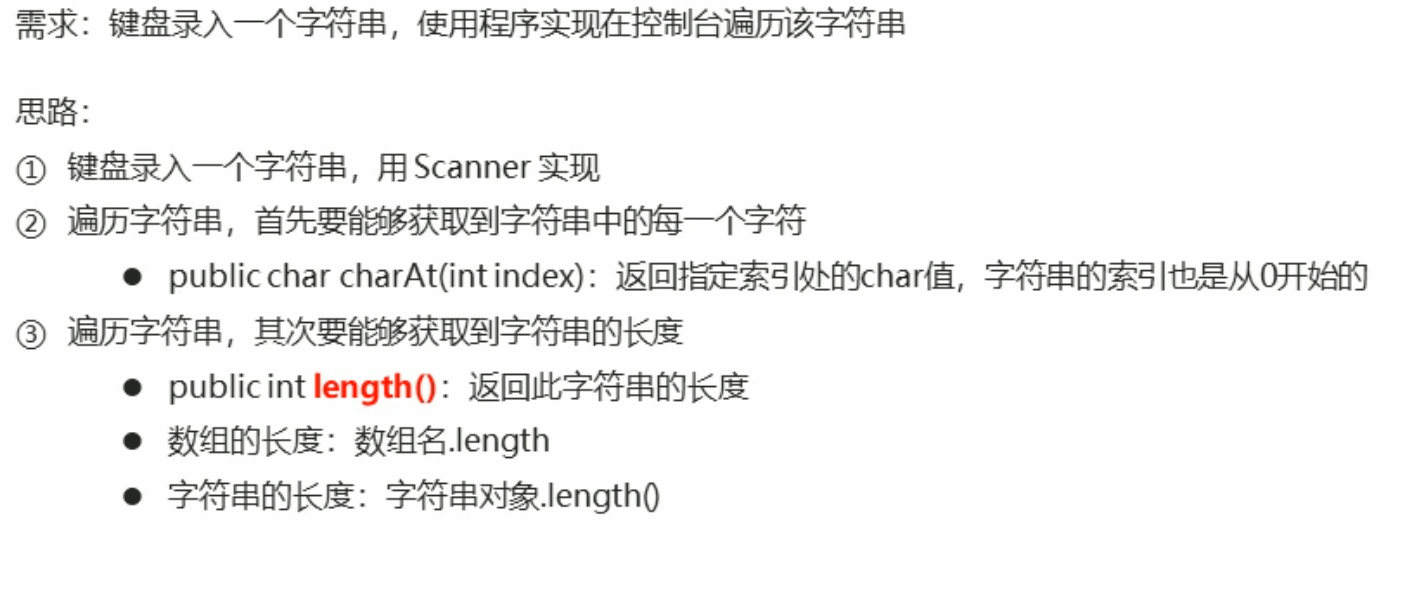 需求：键盘录入一个字符串，使用程序实现在控制台遍历该字符串
思路：
① 键盘录入一个字符串，用 Scanner 实现
② 遍历字符串，首先要能够获取到字符串中的每一个字符
● public char charAt(int index)：返回指定索引处的char值，字符串的索引也是从0开始的
③ 遍历字符串，其次要能够获取到字符串的长度
● public int length()：返回此字符串的长度
● 数组的长度：数组名.length
● 字符串的长度：字符串对象.length()